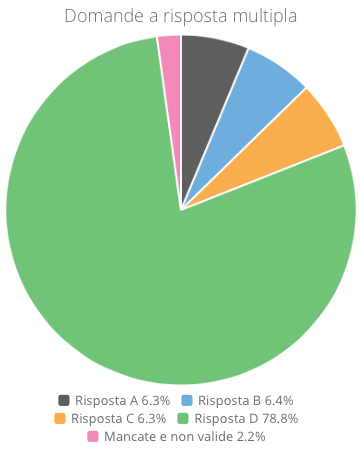 Domande a risposta multipla
Risposta A 6.3% Risposta B 6.4%
Risposta C 6.3% Risposta D 78.8%
Mancate e non valide 2.2%